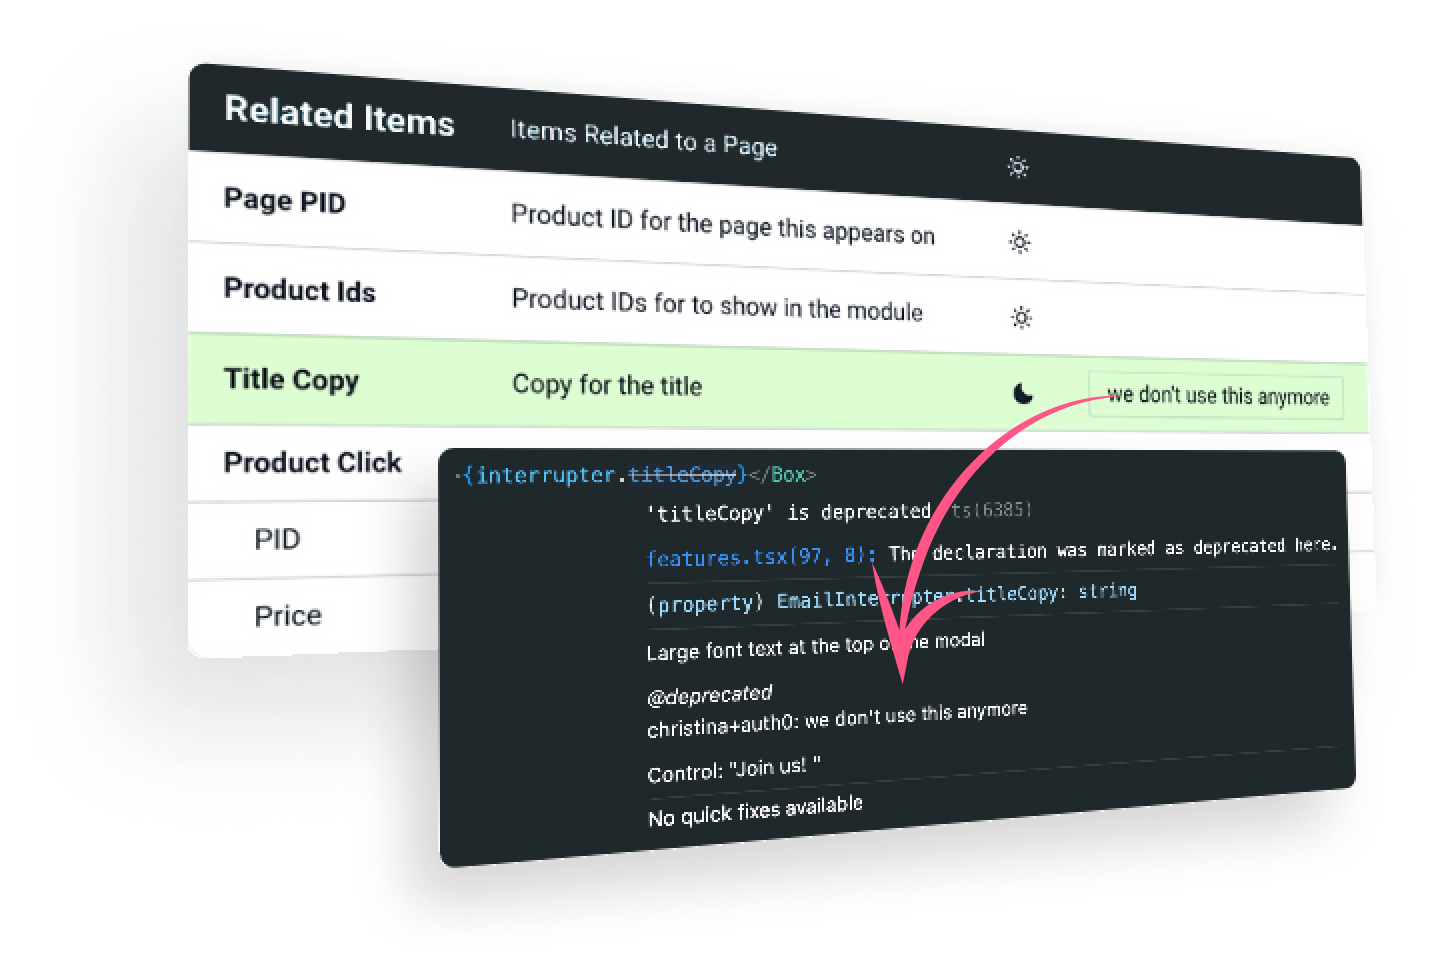 Related Items
Items Related to a Page
Page PID
Product ID for the page this appears on
Product Ids
Product IDs for to show in the module
Title Copy
Copy for the title
we don't use this anymore
Product Click
PID
Price
·{interrupter.titleCopy}</Box>
'titleCopy' is deprecated ts(6385)
features.tsx(97, 8): The declaration was marked as deprecated here.
(property) EmailInterrupter.titleCopy: string
Large font text at the top of the modal
@deprecated
christina+auth0: we don't use this anymore
Control: "Join us! "
No quick fixes available